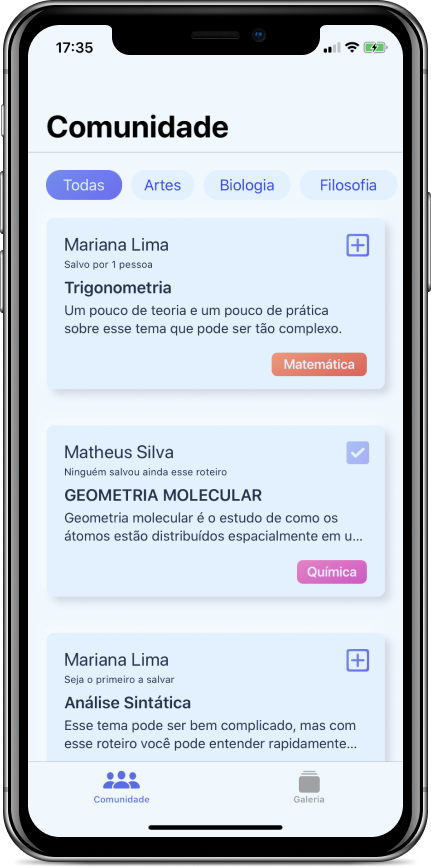 17:35
Comunidade
Todas Artes Biologia Filosofia
Mariana Lima
Salvo por 1 pessoa
Trigonometria
Um pouco de teoria e um pouco de prática
sobre esse tema que pode ser tão complexo.
Matemática
Matheus Silva
Ninguém salvou ainda esse roteiro
GEOMETRIA MOLECULAR
Geometria molecular é o estudo de como os
átomos estão distribuídos espacialmente em u...
Química
Mariana Lima
Seja o primeiro a salvar
Análise Sintática
Esse tema pode ser bem complicado, mas com
esse roteiro você pode entender rapidamente...
Comunidade Galeria